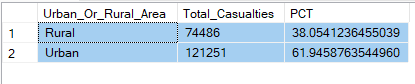 Urban_Or_Rural_Area Total_Casualties PCT
1 Rural 74486 38.0541236455039
2 Urban 121251 61.9458763544960